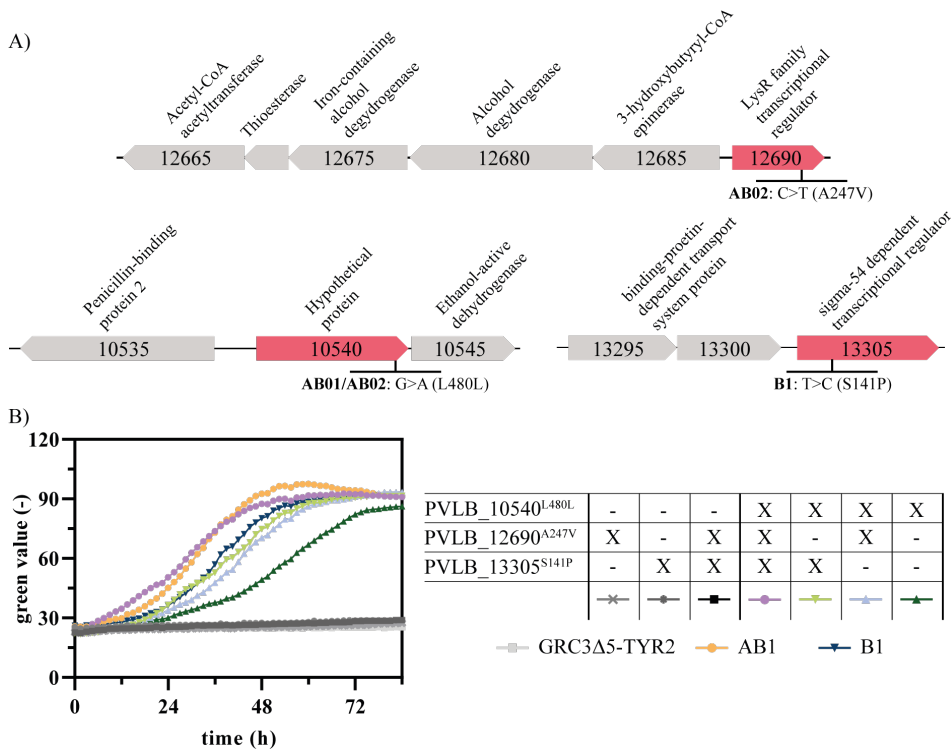 A)
Acetyl-CoA
acetyltransferase
Thioesterase
Iron-containing
alcohol
degydrogenase
Alcohol
degydrogenase
3-hydroxybutyryl-CoA
epimerase
LysR family
transcriptional
regulator
12665
12675
12680
12685
12690
AB02: C>T (A247V)
Penicillin-binding
protein 2
Hypothetical
protein
Ethanol-active
dehydrogenase
binding-proetin-
dependent transport
system protein
sigma-54 dependent
transcriptional regulator
10535
10540
10545
13295
13300
13305
AB01/AB02: G>A (L480L)
B1: T>C (S141P)
B)
green value (-)
120
90
60
30
0
0
24
48
72
time (h)
PVLB_10540L480L - - - X X X X
PVLB_12690A247V X - X X - X -
PVLB_13305S141P - X X X X - -
GRC3Δ5-TYR2
AB1
B1